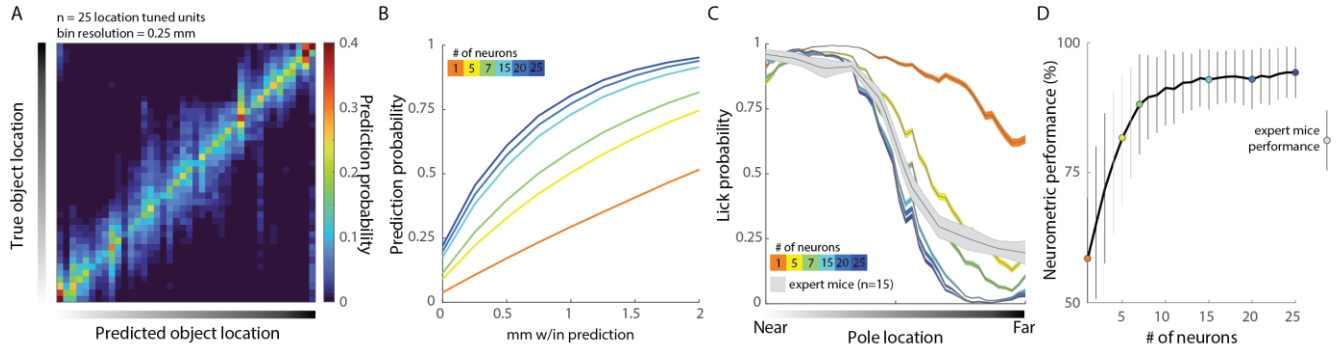 A
n = 25 location tuned units
bin resolution = 0.25 mm
True object location
Predicted object location
0.4
0.3
0.2
0.1
0
Prediction probability
B
Prediction probability
1
0.75
0.5
0.25
0
# of neurons
1 5 7 15 20 25
0 0.5 1 1.5 2
mm w/in prediction
C
Lick probability
1
0.75
0.5
0.25
0
# of neurons
1 5 7 15 20 25
expert mice (n=15)
Near Pole location Far
D
Neurometric performance (%)
100
75
50
expert mice
performance
5 10 15 20 25
# of neurons